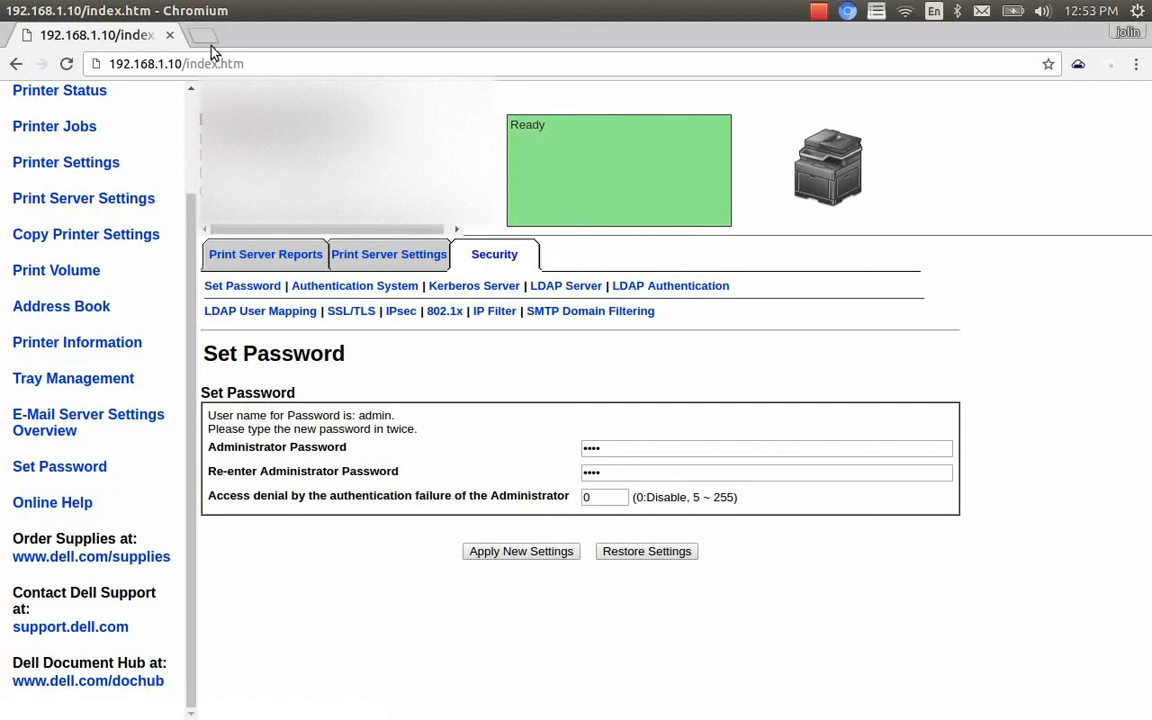 192.168.1.10/index.htm - Chromium
En
12:53 PM
192.168.1.10/index.
jolin
192.168.1.10/index.htm
Printer Status
Printer Jobs
Printer Settings
Print Server Settings
Copy Printer Settings
Print Volume
Address Book
Printer Information
Tray Management
E-Mail Server Settings
Overview
Set Password
Online Help
Order Supplies at:
www.dell.com/supplies
Contact Dell Support
at:
support.dell.com
Dell Document Hub at:
www.dell.com/dochub
Ready
Print Server Reports
Print Server Settings
Security
Set Password | Authentication System | Kerberos Server | LDAP Server | LDAP Authentication
LDAP User Mapping | SSL/TLS | IPsec | 802.1x | IP Filter | SMTP Domain Filtering
Set Password
Set Password
User name for Password is: admin.
Please type the new password in twice.
Administrator Password ••••
Re-enter Administrator Password ••••
Access denial by the authentication failure of the Administrator 0 (0:Disable, 5 ~ 255)
Apply New Settings
Restore Settings